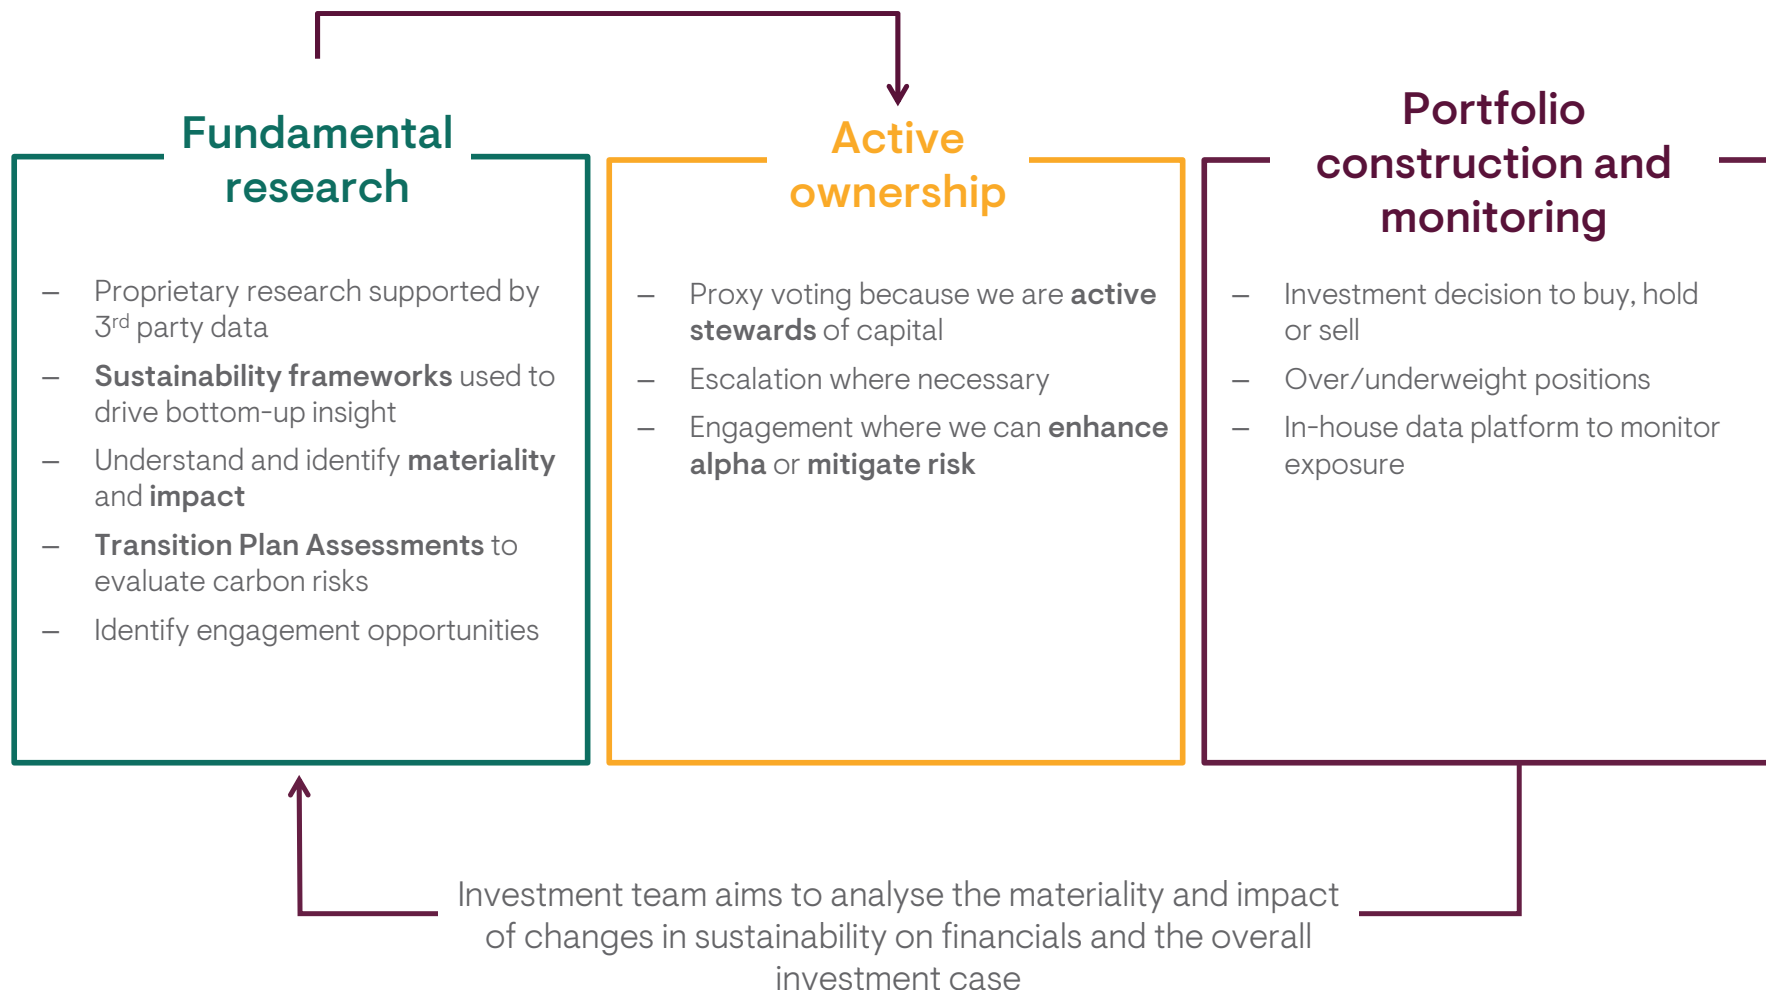 Fundamental
research
– Proprietary research supported by
3rd party data
– Sustainability frameworks used to
drive bottom-up insight
– Understand and identify materiality
and impact
– Transition Plan Assessments to
evaluate carbon risks
– Identify engagement opportunities
Active
ownership
– Proxy voting because we are active
stewards of capital
– Escalation where necessary
– Engagement where we can enhance
alpha or mitigate risk
Portfolio
construction and
monitoring
– Investment decision to buy, hold
or sell
– Over/underweight positions
– In-house data platform to monitor
exposure
Investment team aims to analyse the materiality and impact
of changes in sustainability on financials and the overall
investment case